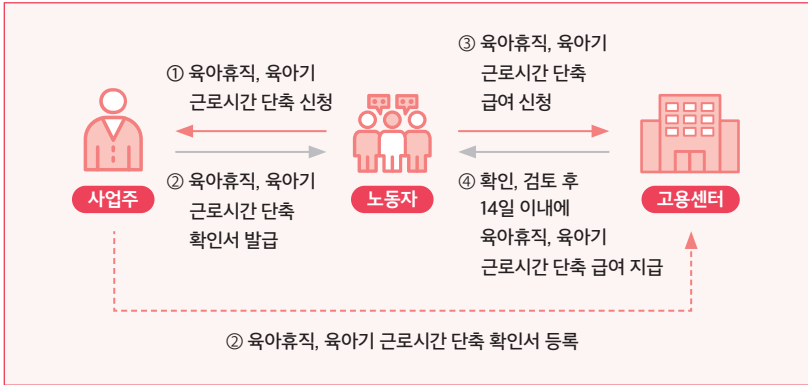 ① 육아휴직, 육아기
근로시간 단축 신청
② 육아휴직, 육아기
근로시간 단축
확인서 발급
③ 육아휴직, 육아기
근로시간 단축
급여 신청
④ 확인, 검토 후
14일 이내에
육아휴직, 육아기
근로시간 단축 급여 지급
사업주
노동자
고용센터
② 육아휴직, 육아기 근로시간 단축 확인서 등록